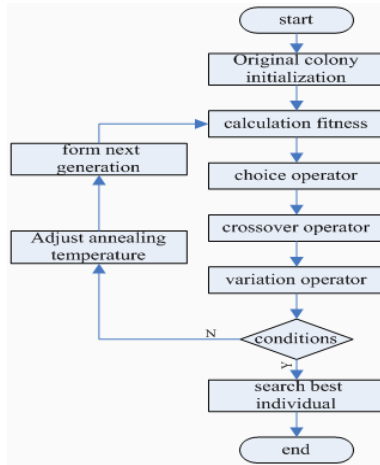 start
Original colony
initialization
calculation fitness
form next
generation
choice operator
crossover operator
Adjust annealing
temperature
variation operator
N
conditions
Y
search best
individual
end